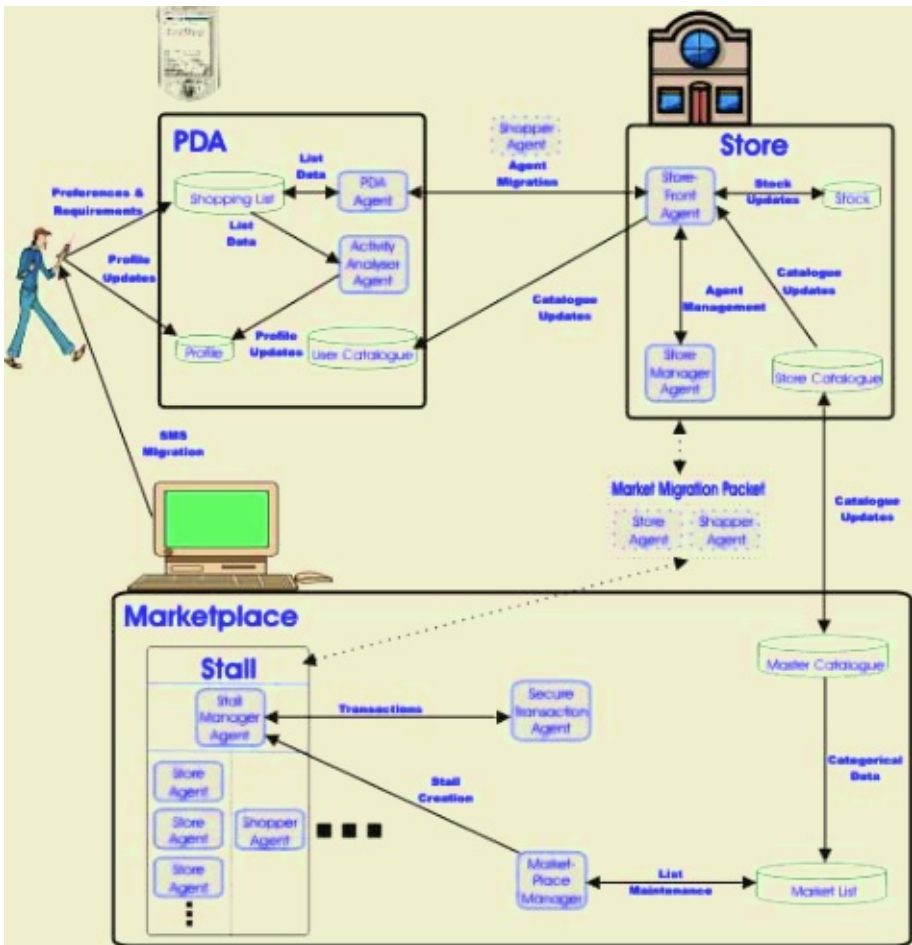 PDA
Store
Shopper
Agent
Agent
Migration
List
Data
Shopping List
PDA
Agent
Store-
Front
Agent
Stock
Updates
Stock
Preferences &
Requirements
List
Data
Activity
Analyser
Agent
Profile
Updates
Catalogue
Updates
Agent
Management
Catalogue
Updates
Profile
Profile
Updates
User Catalogue
Store
Manager
Agent
Store Catalogue
SMS
Migration
Market Migration Packet
Store
Agent
Shopper
Agent
Catalogue
Updates
Marketplace
Stall
Master Catalogue
Stall
Manager
Agent
Transactions
Secure
Transaction
Agent
Categorical
Data
Store
Agent
Stall
Creation
Store
Agent
Shopper
Agent
Store
Agent
Market-
Place
Manager
List
Maintenance
Market List